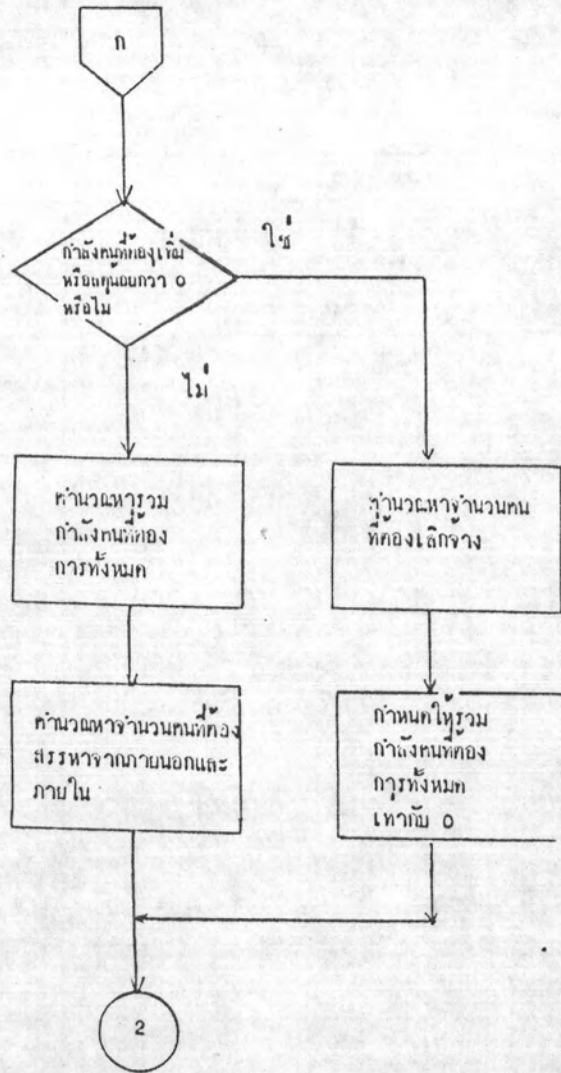 ก
กำลังคนที่ต้องเพิ่ม
หรือลดน้อยกว่า 0
หรือไม่
ใช่
ไม่
คำนวณหารวม
กำลังคนที่ต้อง
การทั้งหมด
คำนวณหาจำนวนคน
ที่ต้องเลิกจ้าง
คำนวณหาจำนวนคนที่ต้อง
สรรหาจากภายนอกและ
ภายใน
กำหนดให้รวม
กำลังคนที่ต้อง
การทั้งหมด
เท่ากับ 0
2